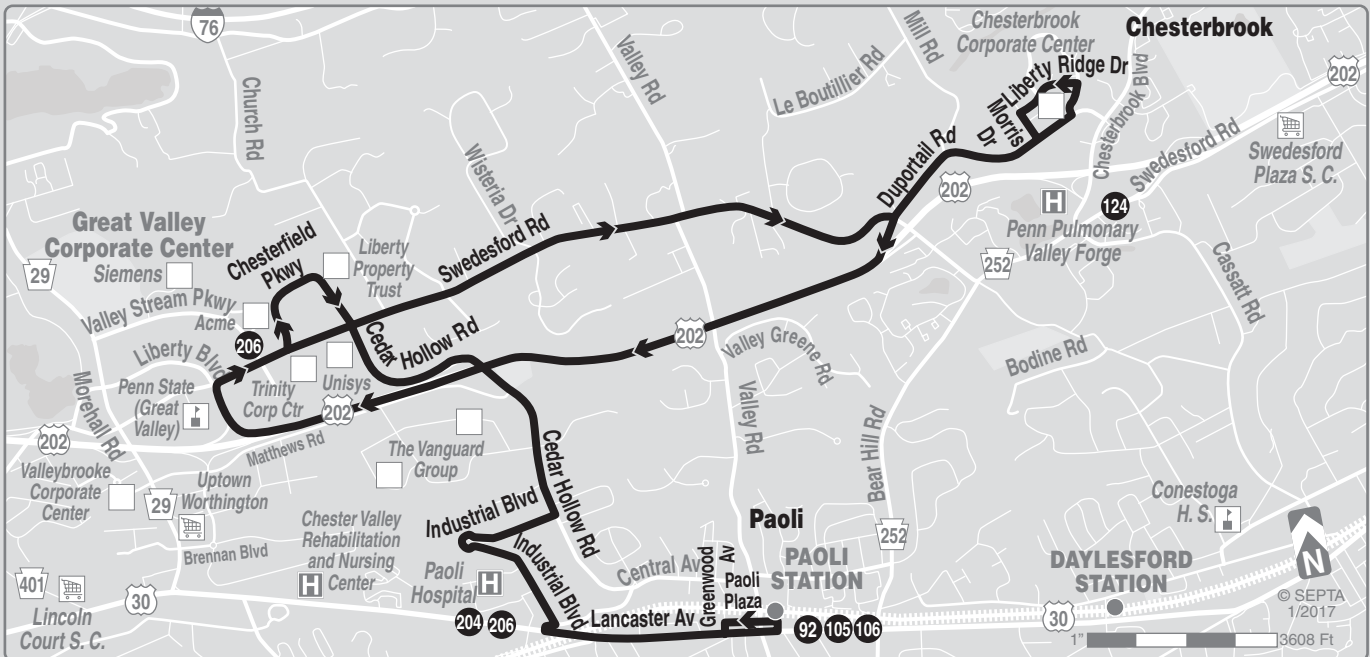 76
Church Rd
Valley Rd
Mill Rd
Le Boutillier Rd
Chesterbrook
Corporate Center
Chesterbrook
Liberty Ridge Dr
Morris
Dr
Chesterbrook Blvd
202
Swedesford Rd
Swedesford
Plaza S. C.
Duportail Rd
202
Penn Pulmonary
Valley Forge
H
124
252
Cassatt Rd
Wisteria Dr
Swedesford Rd
Great Valley
Corporate Center
29
Siemens
Chesterfield
Pkwy
Liberty
Property
Trust
Valley Stream Pkwy
Acme
206
Liberty Blvd
Cedar
Hollow Rd
202
Valley Greene Rd
Bodine Rd
Morehall Rd
Penn State
(Great
Valley)
Trinity
Corp Ctr
Unisys
202
202
Matthews Rd
The Vanguard
Group
Valleybrooke
Corporate
Center
29
Uptown
Worthington
Brennan Blvd
Chester Valley
Rehabilitation
and Nursing
Center
H
Industrial Blvd
Cedar Hollow Rd
Industrial Blvd
Valley Rd
Bear Hill Rd
252
Conestoga
H. S.
Paoli
PAOLI
STATION
Central Av
Greenwood
Av
Paoli
Plaza
Paoli
Hospital
H
204
206
Lancaster Av
92
105
106
DAYLESFORD
STATION
30
401
30
Lincoln
Court S. C.
N
© SEPTA
1/2017
1"
3608 Ft